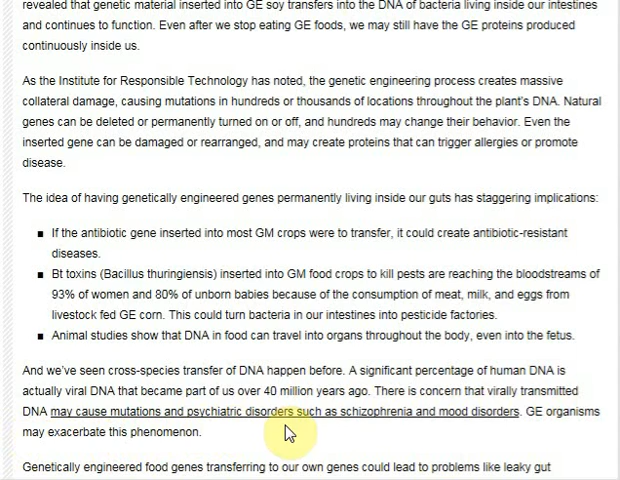 revealed that genetic material inserted into GE soy transfers into the DNA of bacteria living inside our intestines
and continues to function. Even after we stop eating GE foods, we may still have the GE proteins produced
continuously inside us.
As the Institute for Responsible Technology has noted, the genetic engineering process creates massive
collateral damage, causing mutations in hundreds or thousands of locations throughout the plant's DNA. Natural
genes can be deleted or permanently turned on or off, and hundreds may change their behavior. Even the
inserted gene can be damaged or rearranged, and may create proteins that can trigger allergies or promote
disease.
The idea of having genetically engineered genes permanently living inside our guts has staggering implications:
■ If the antibiotic gene inserted into most GM crops were to transfer, it could create antibiotic-resistant
diseases.
■ Bt toxins (Bacillus thuringiensis) inserted into GM food crops to kill pests are reaching the bloodstreams of
93% of women and 80% of unborn babies because of the consumption of meat, milk, and eggs from
livestock fed GE corn. This could turn bacteria in our intestines into pesticide factories.
■ Animal studies show that DNA in food can travel into organs throughout the body, even into the fetus.
And we've seen cross-species transfer of DNA happen before. A significant percentage of human DNA is
actually viral DNA that became part of us over 40 million years ago. There is concern that virally transmitted
DNA may cause mutations and psychiatric disorders such as schizophrenia and mood disorders. GE organisms
may exacerbate this phenomenon.
Genetically engineered food genes transferring to our own genes could lead to problems like leaky gut